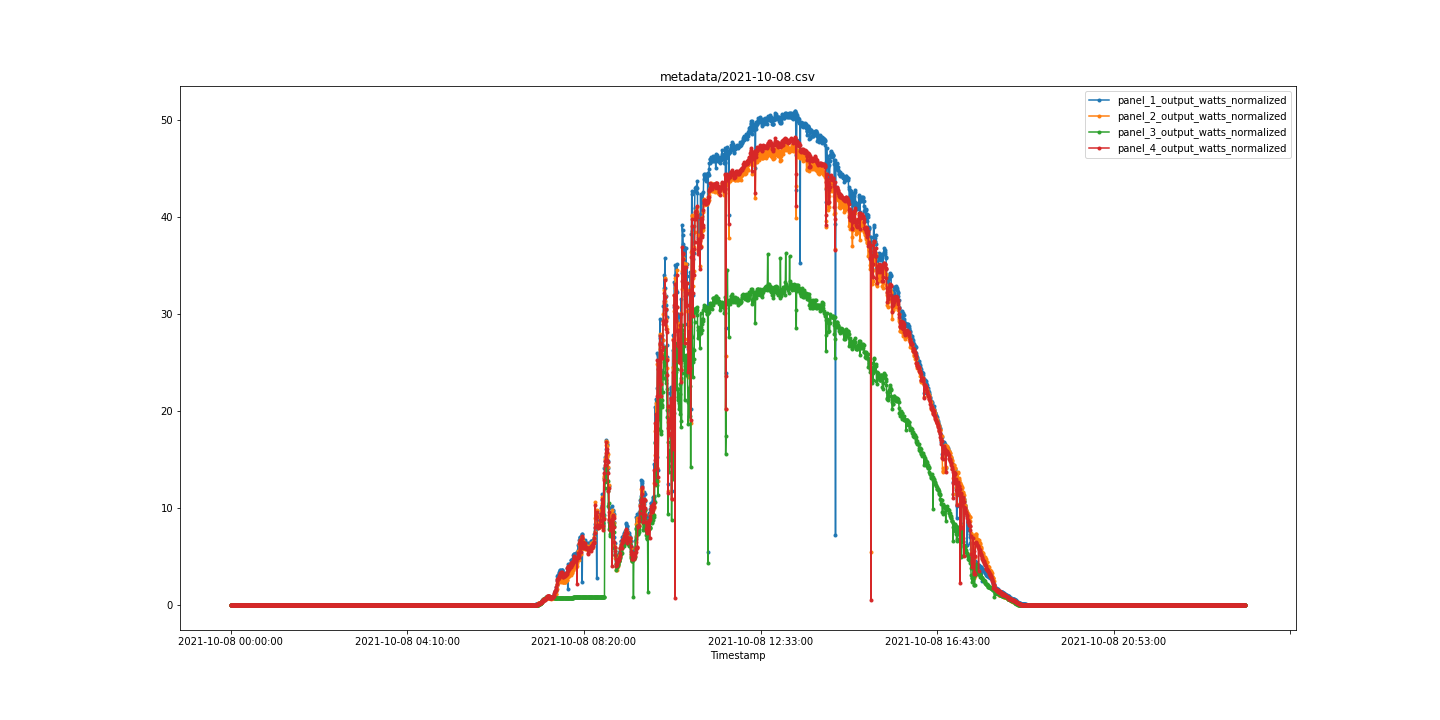 metadata/2021-10-08.csv
panel_1_output_watts_normalized
panel_2_output_watts_normalized
panel_3_output_watts_normalized
panel_4_output_watts_normalized
50
40
30
20
10
0
2021-10-08 00:00:00 2021-10-08 04:10:00 2021-10-08 08:20:00 2021-10-08 12:33:00 2021-10-08 16:43:00 2021-10-08 20:53:00
Timestamp